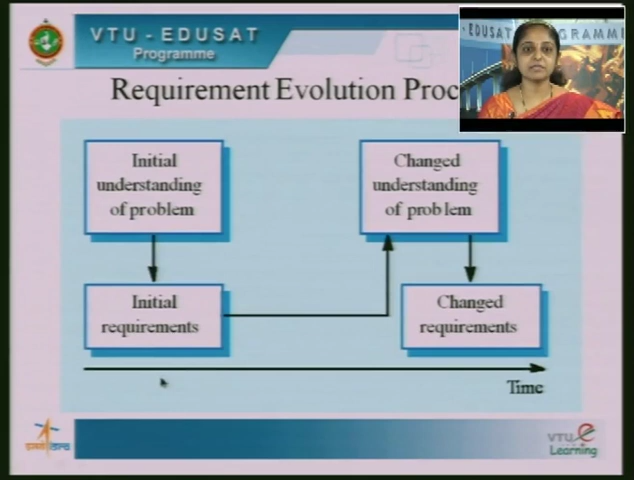 VTU - EDUSAT
Programme
EDUSAT
GRAMME
Requirement Evolution Proc
Initial
understanding
of problem
Changed
understanding
of problem
Initial
requirements
Changed
requirements
Time
VTU
e
Learning